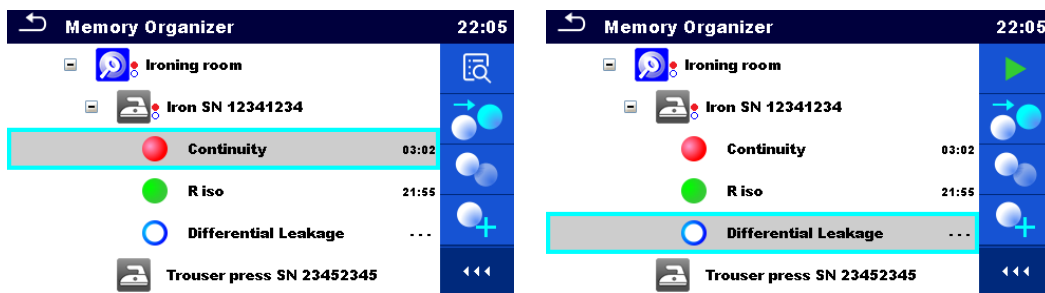 Memory Organizer 22:05
Ironing room
Iron SN 12341234
Continuity 03:02
R iso 21:55
Differential Leakage ---
Trouser press SN 23452345
Memory Organizer 22:05
Ironing room
Iron SN 12341234
Continuity 03:02
R iso 21:55
Differential Leakage ---
Trouser press SN 23452345